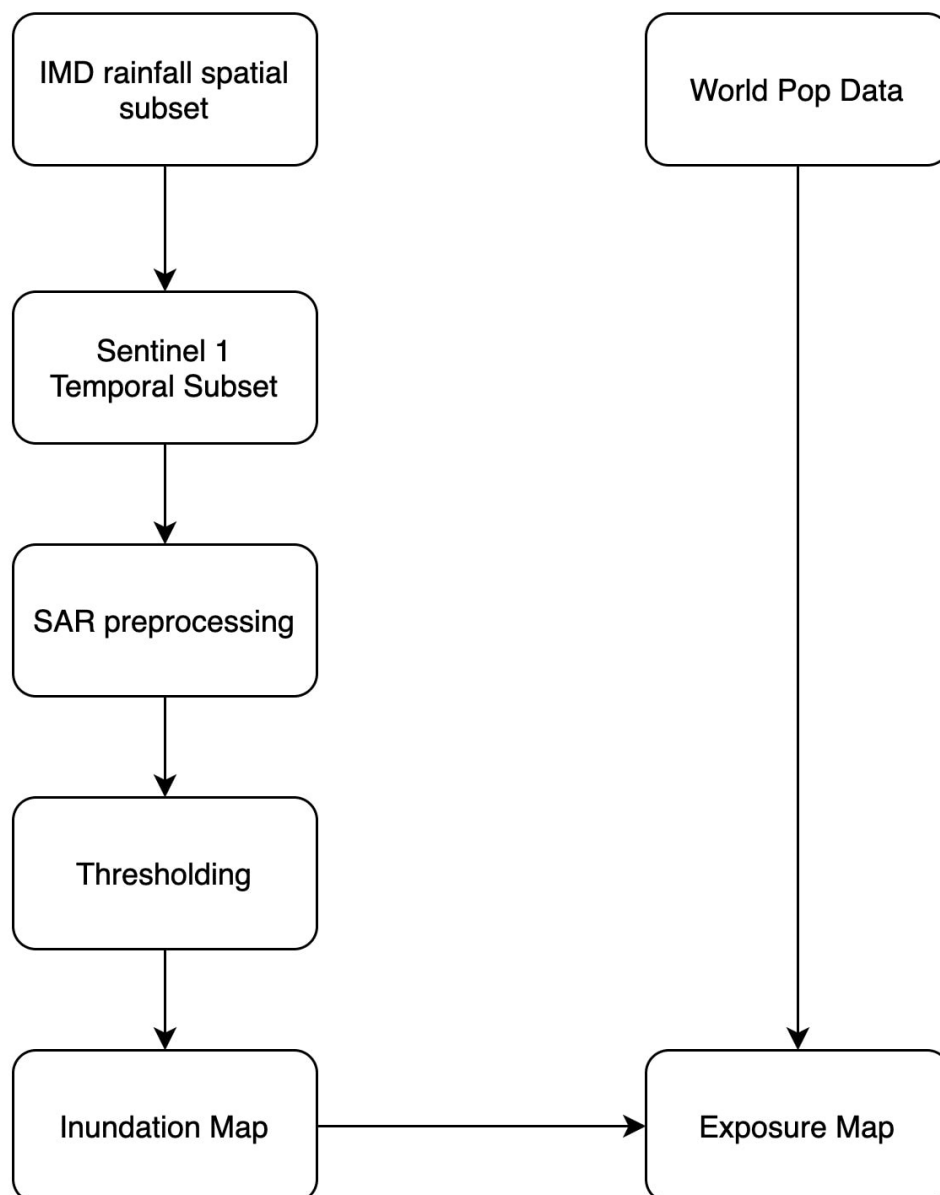 IMD rainfall spatial
subset
World Pop Data
Sentinel 1
Temporal Subset
SAR preprocessing
Thresholding
Inundation Map
Exposure Map